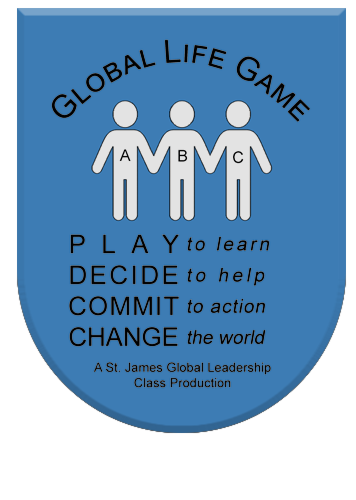 GLOBAL LIFE GAME
A B C
PLAY to learn
DECIDE to help
COMMIT to action
CHANGE the world
A St. James Global Leadership
Class Production